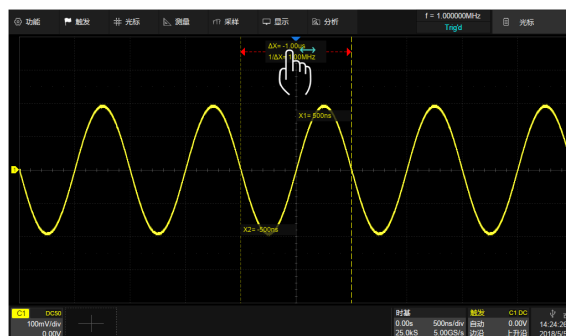 功能
触发
光标
测量
采样
显示
分析
f = 1.000000MHz
Trig'd
光标
ΔX= -1.00us
1/ΔX= 1.00MHz
X1= 500ns
X2= -500ns
C1 DC50
100mV/div
0.00V
时基
0.00s 500ns/div
25.0kS 5.00GS/s
触发 C1 DC
自动 0.00V
边沿 上升沿
14:24:26
2018/5/